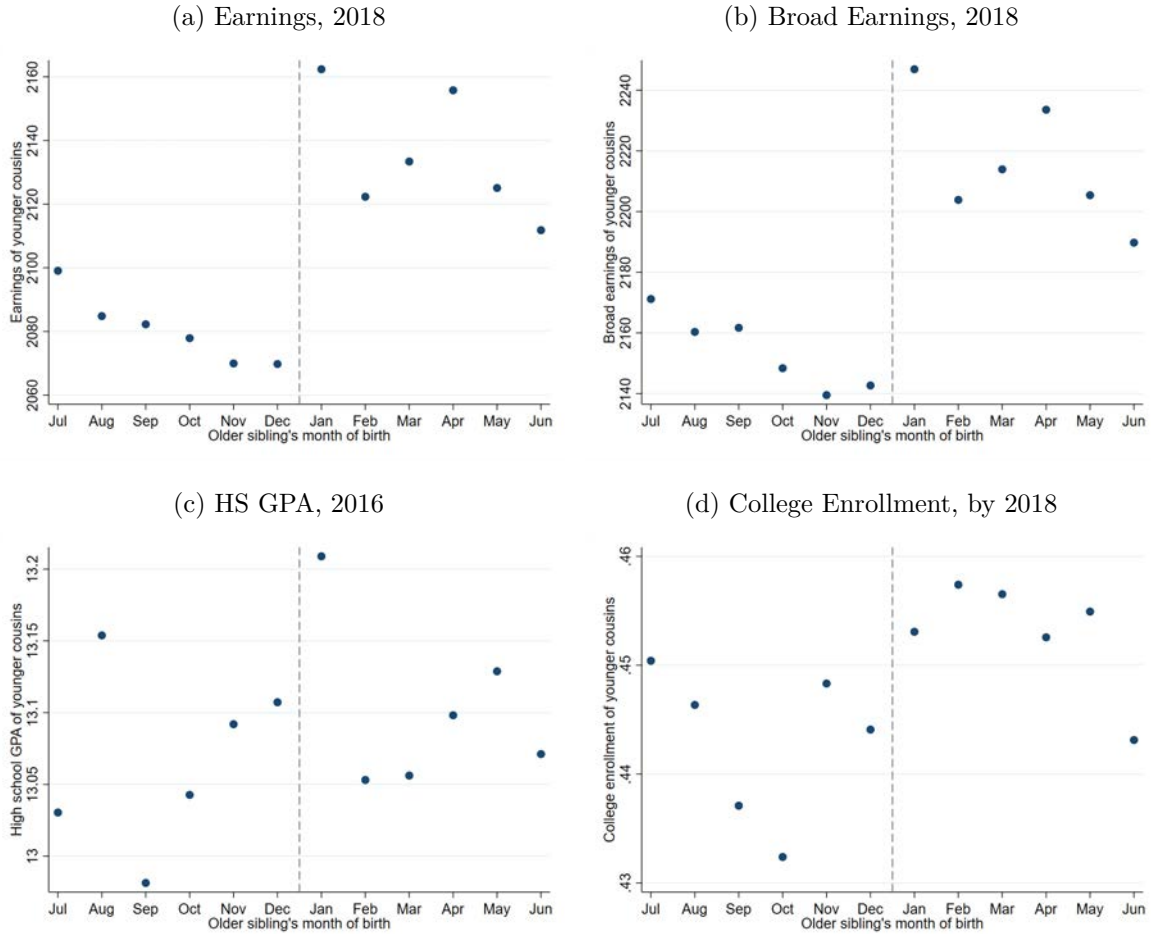 (a) Earnings, 2018
Earnings of younger cousins
2160
2140
2120
2100
2080
2060
Jul Aug Sep Oct Nov Dec Jan Feb Mar Apr May Jun
Older sibling's month of birth
(b) Broad Earnings, 2018
Broad earnings of younger cousins
2240
2220
2200
2180
2160
2140
Jul Aug Sep Oct Nov Dec Jan Feb Mar Apr May Jun
Older sibling's month of birth
(c) HS GPA, 2016
High school GPA of younger cousins
13.2
13.15
13.1
13.05
13
Jul Aug Sep Oct Nov Dec Jan Feb Mar Apr May Jun
Older sibling's month of birth
(d) College Enrollment, by 2018
College enrollment of younger cousins
.46
.45
.44
.43
Jul Aug Sep Oct Nov Dec Jan Feb Mar Apr May Jun
Older sibling's month of birth